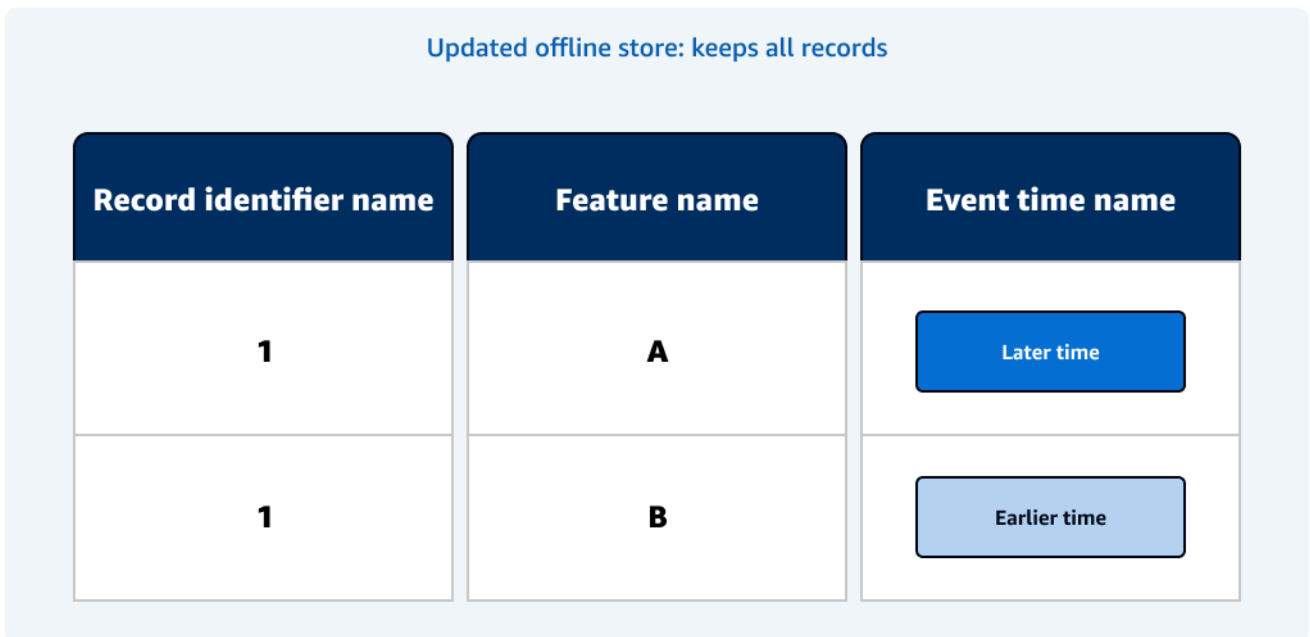 Updated offline store: keeps all records
Record identifier name Feature name Event time name
1 A Later time
1 B Earlier time